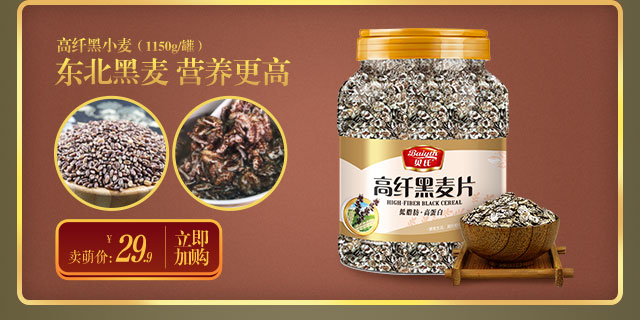 高纤黑小麦（1150g/罐）
东北黑麦 营养更高
¥
卖萌价：29.9
立即
加购
Baiyth
贝氏
高纤黑麦片
HIGH-FIBER BLACK CEREAL
低脂肪·高蛋白